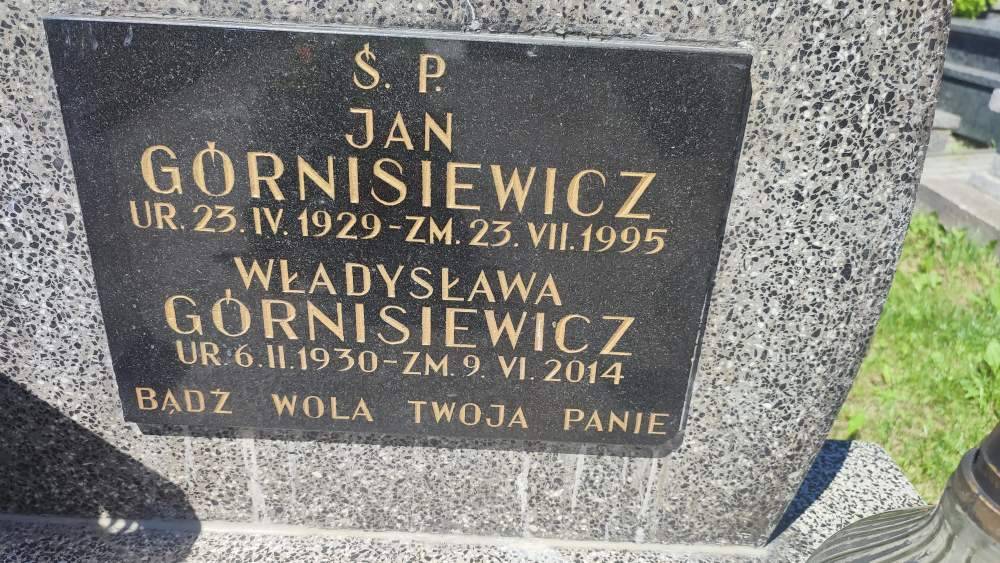 Ś. P.
JAN
GÓRNISIEWICZ
UR. 23. IV. 1929 - ZM. 23. VII. 1995
WŁADYSŁAWA
GÓRNISIEWICZ
UR. 6. II. 1930 - ZM. 9. VI. 2014
BĄDŹ WOLA TWOJA PANIE